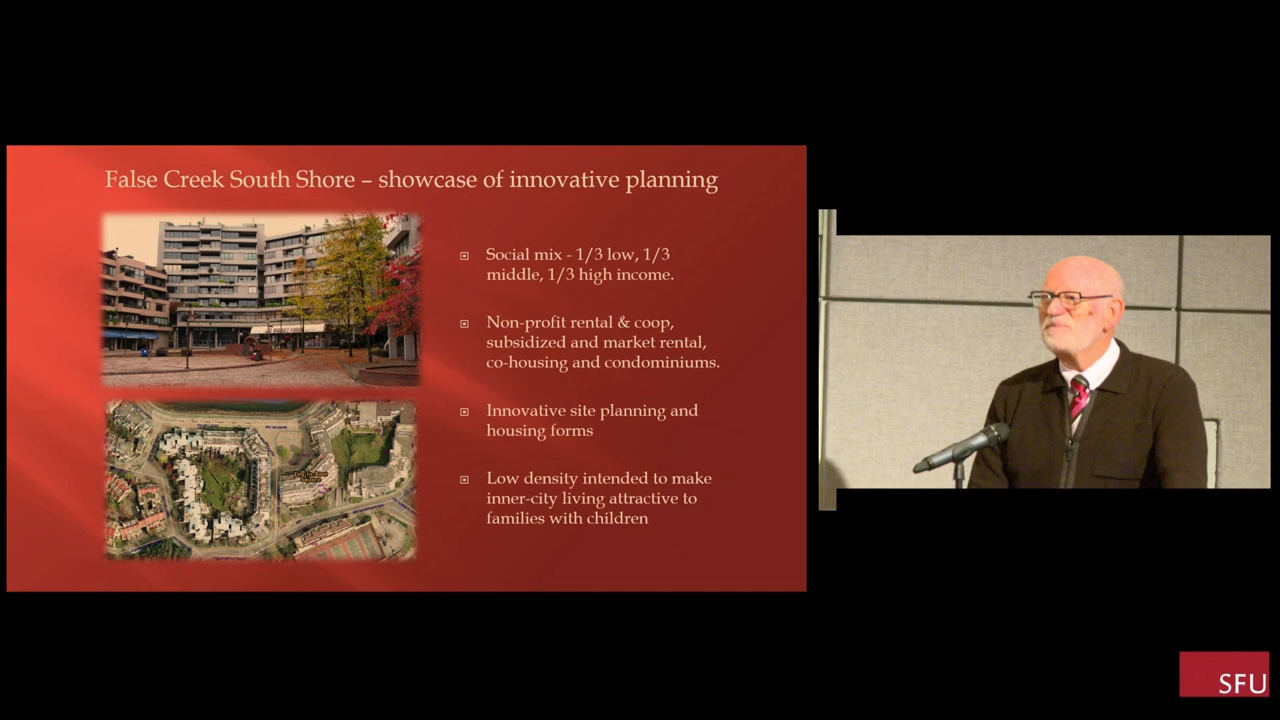 False Creek South Shore – showcase of innovative planning
Social mix - 1/3 low, 1/3
middle, 1/3 high income.
Non-profit rental & coop,
subsidized and market rental,
co-housing and condominiums.
Innovative site planning and
housing forms
Low density intended to make
inner-city living attractive to
families with children
SFU